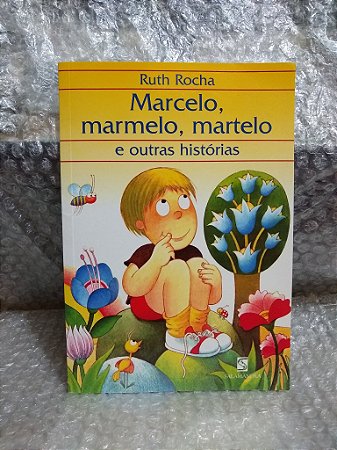 Ruth Rocha
Marcelo,
marmelo, martelo
e outras histórias